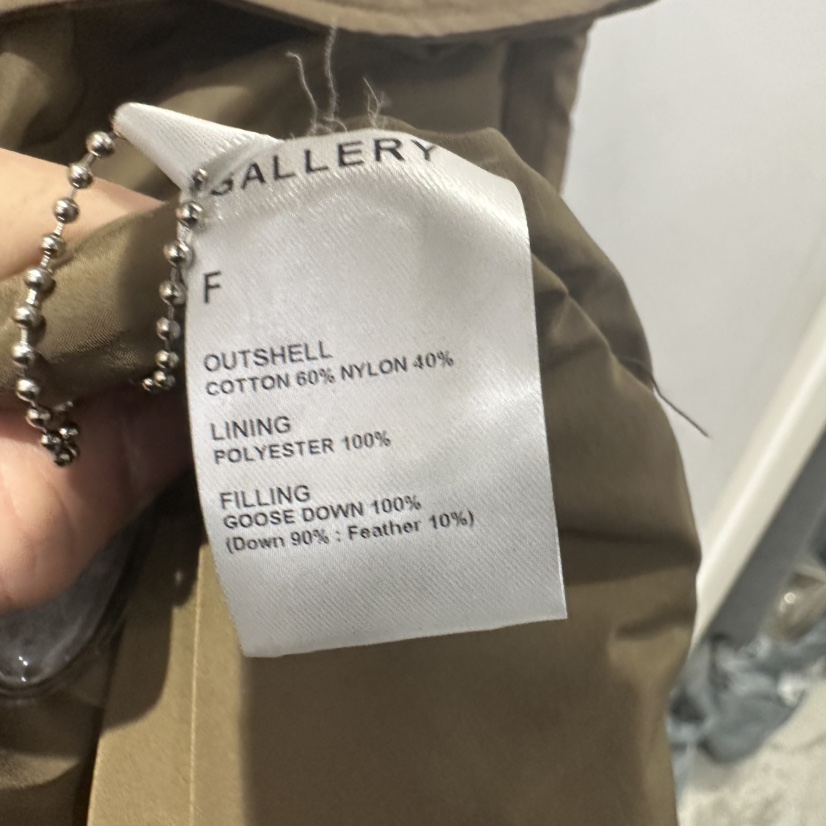 GALLERY
F
OUTSHELL
COTTON 60% NYLON 40%
LINING
POLYESTER 100%
FILLING
GOOSE DOWN 100%
(Down 90% : Feather 10%)